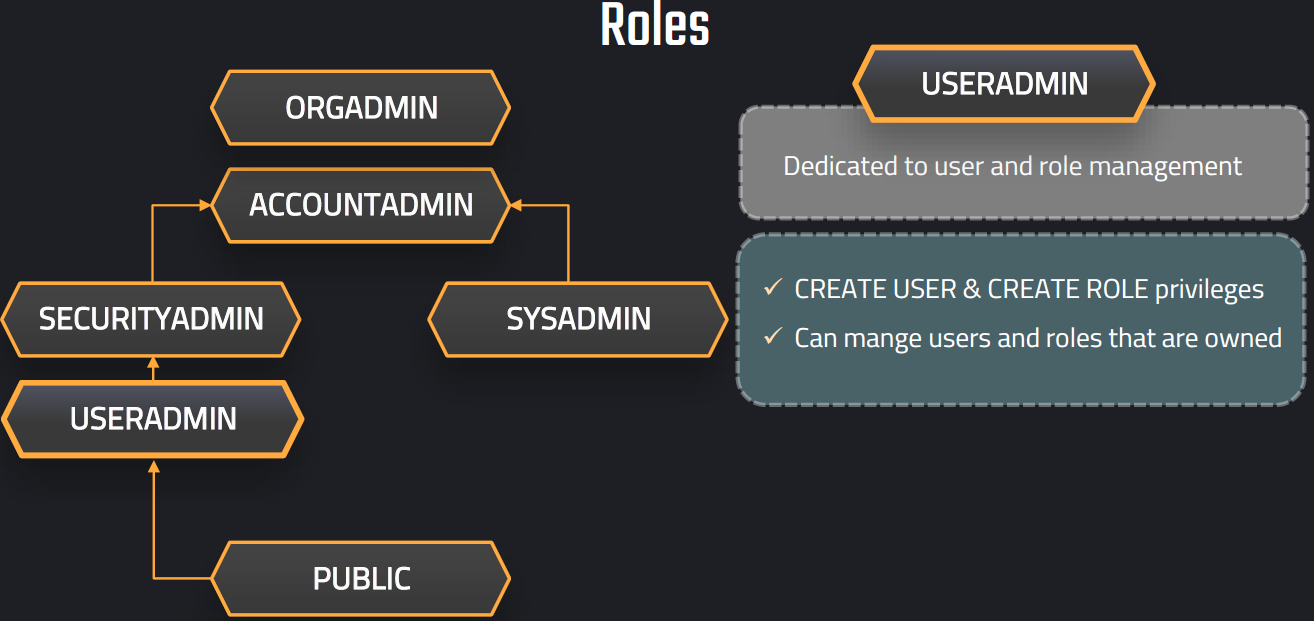 Roles
ORGADMIN
ACCOUNTADMIN
SECURITYADMIN
SYSADMIN
USERADMIN
PUBLIC
USERADMIN
Dedicated to user and role management
✓ CREATE USER & CREATE ROLE privileges
✓ Can mange users and roles that are owned